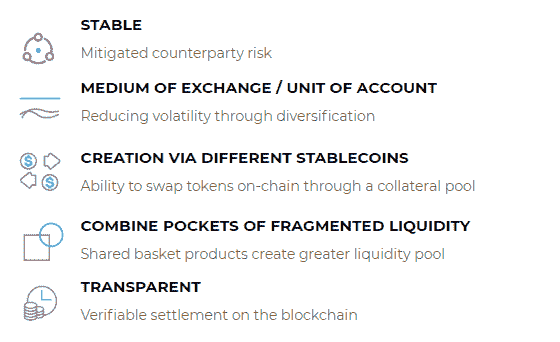 STABLE
Mitigated counterparty risk
MEDIUM OF EXCHANGE / UNIT OF ACCOUNT
Reducing volatility through diversification
CREATION VIA DIFFERENT STABLECOINS
$
$
Ability to swap tokens on-chain through a collateral pool
COMBINE POCKETS OF FRAGMENTED LIQUIDITY
Shared basket products create greater liquidity pool
TRANSPARENT
Verifiable settlement on the blockchain